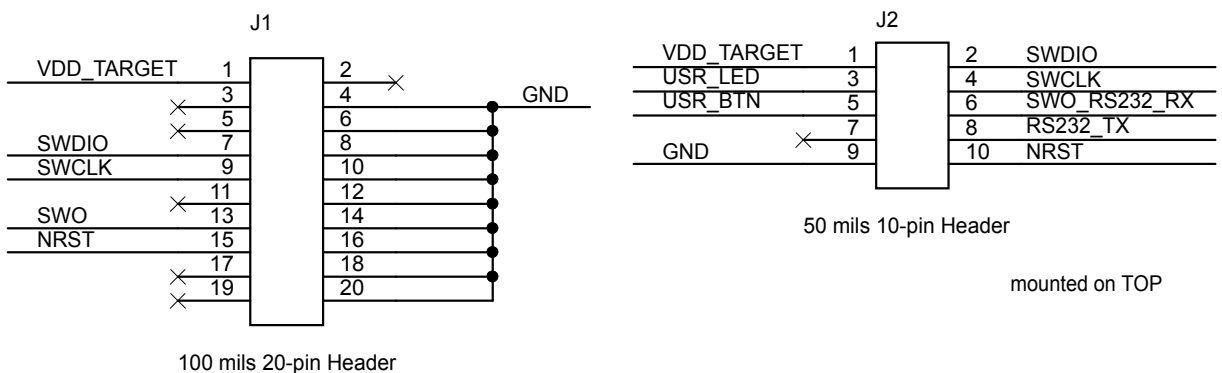 J1
VDD_TARGET 1 2
3 4 GND
5 6
SWDIO 7 8
SWCLK 9 10
11 12
SWO 13 14
NRST 15 16
17 18
19 20
100 mils 20-pin Header
J2
VDD_TARGET 1 2 SWDIO
USR_LED 3 4 SWCLK
USR_BTN 5 6 SWO_RS232_RX
7 8 RS232_TX
GND 9 10 NRST
50 mils 10-pin Header
mounted on TOP